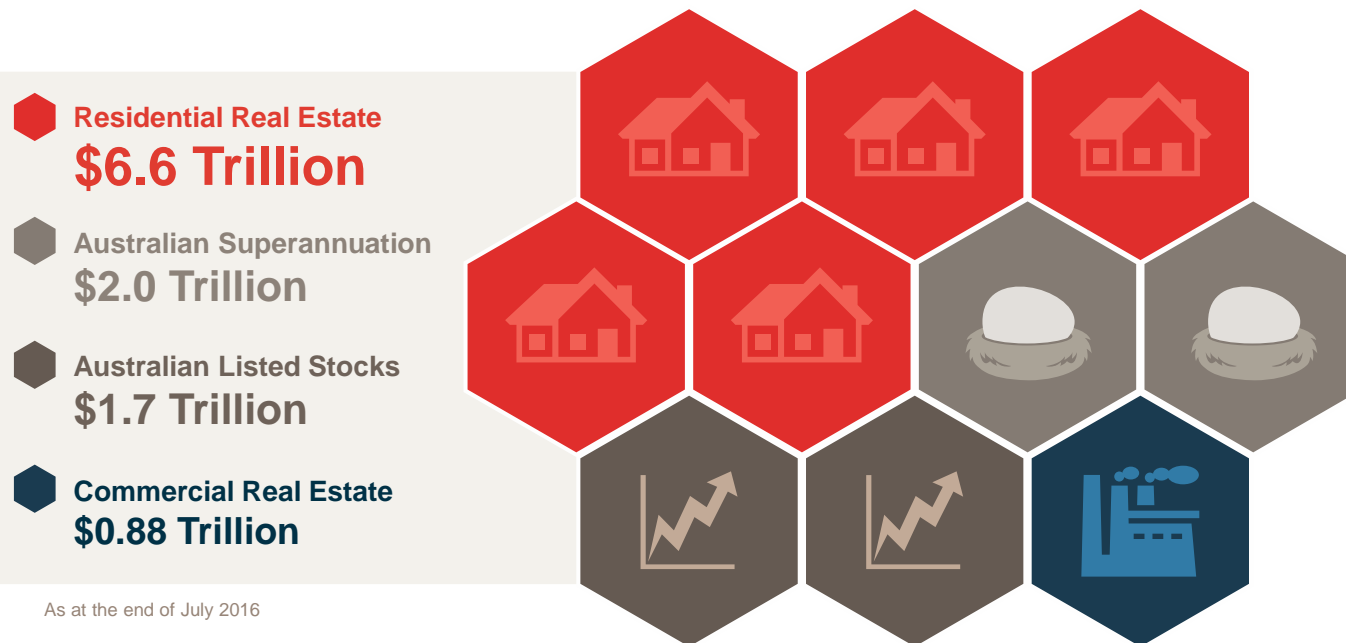 Residential Real Estate
$6.6 Trillion
Australian Superannuation
$2.0 Trillion
Australian Listed Stocks
$1.7 Trillion
Commercial Real Estate
$0.88 Trillion
As at the end of July 2016